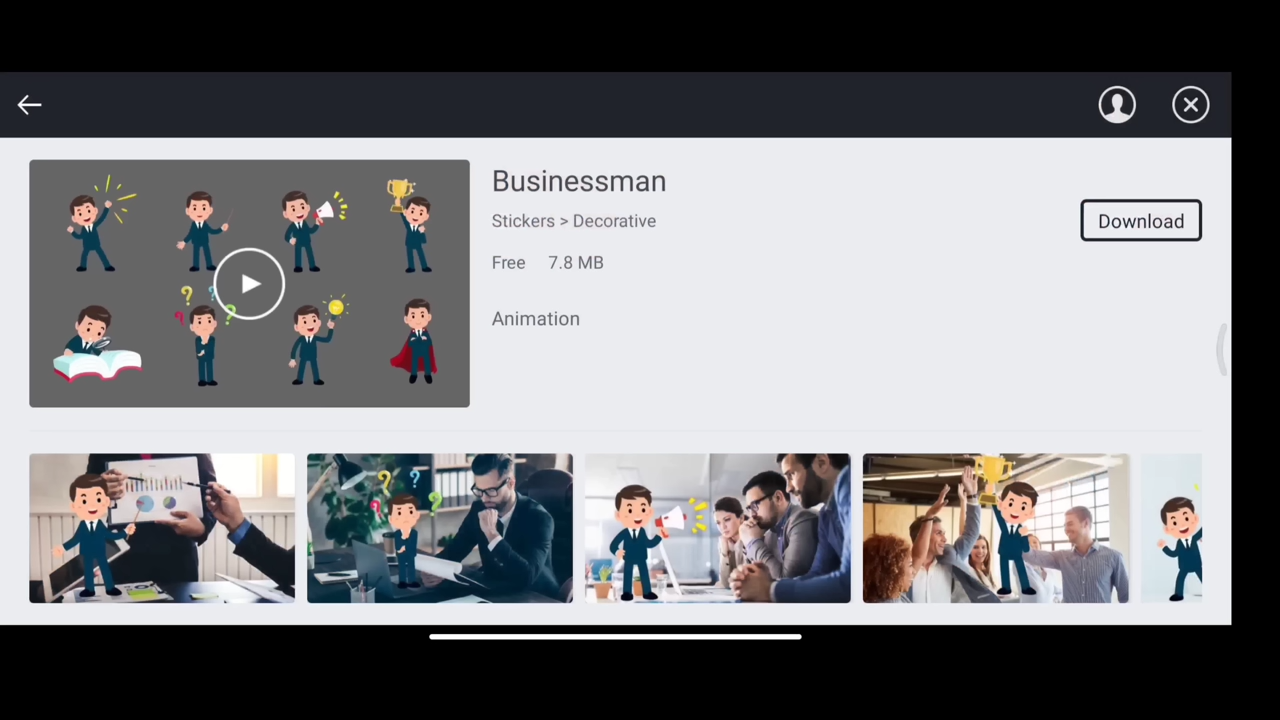 Businessman
Stickers > Decorative
Download
Free 7.8 MB
Animation